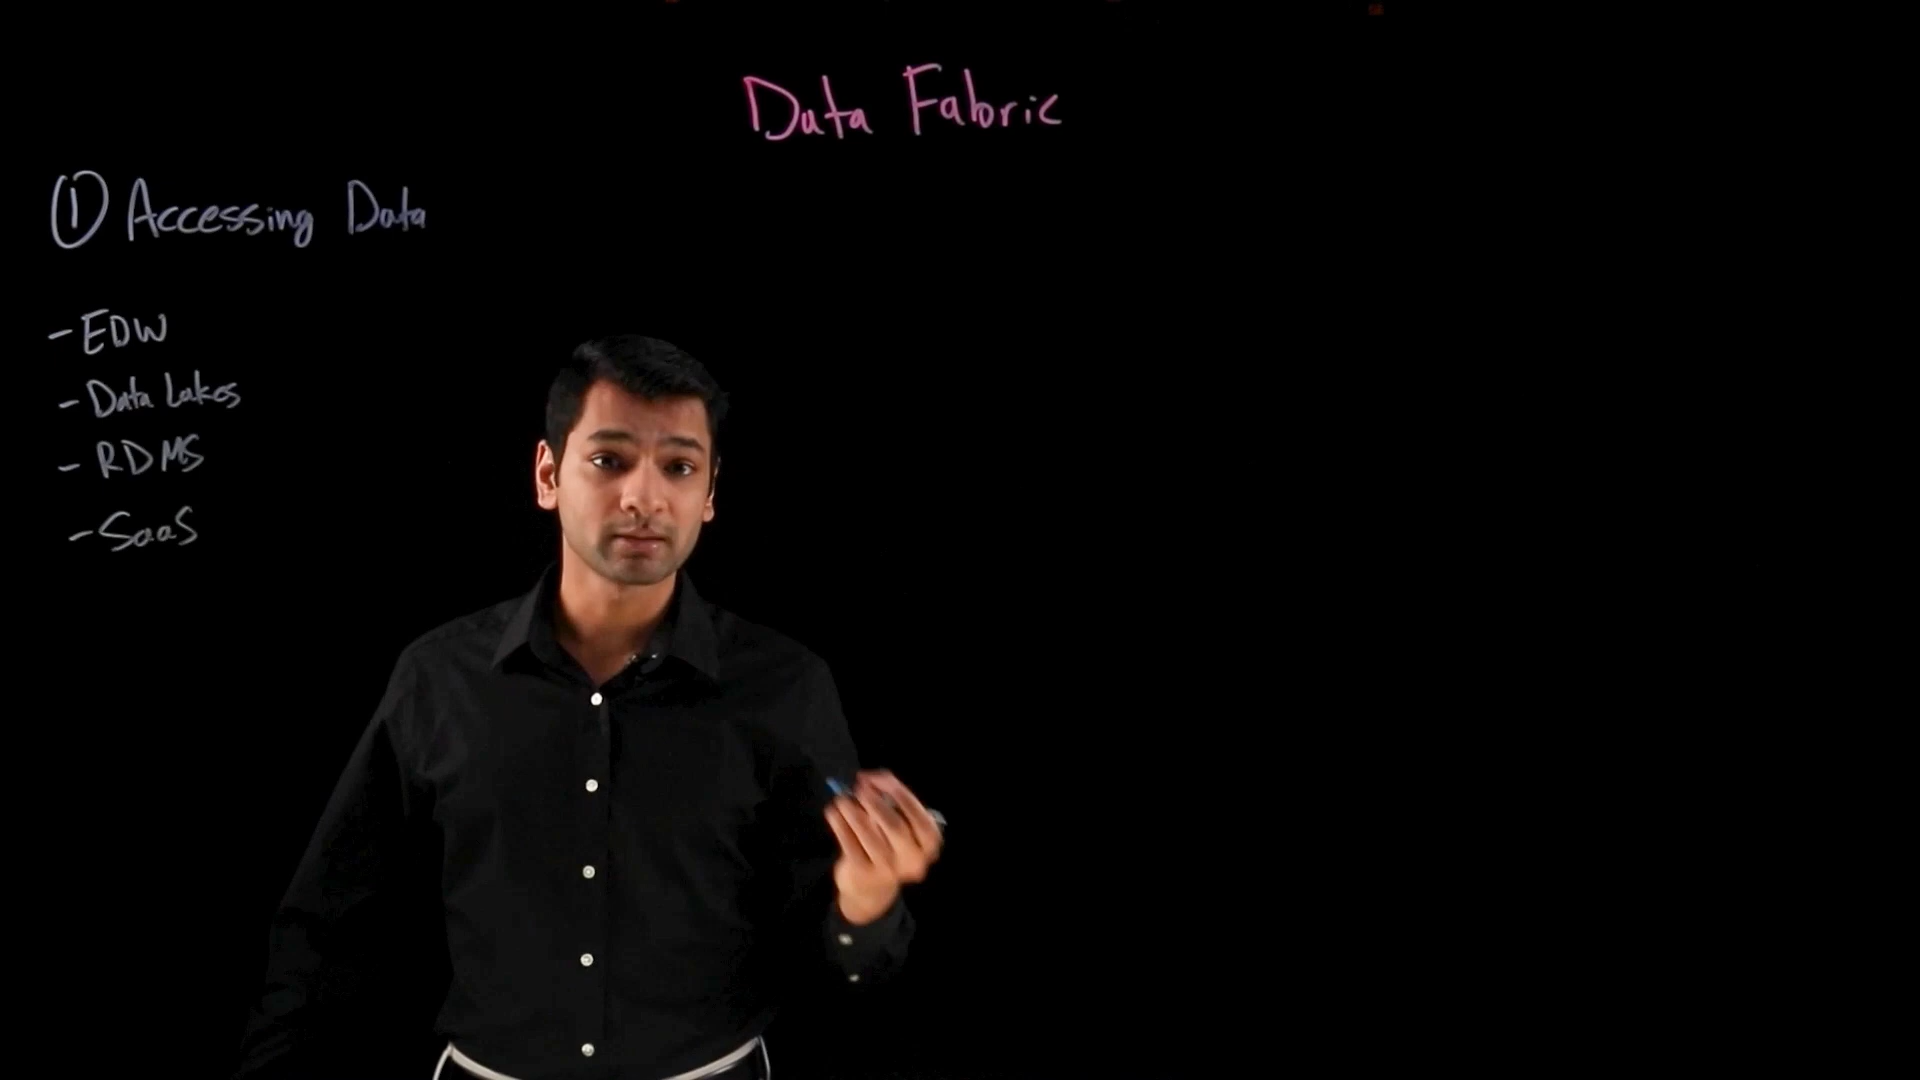 Data Fabric
① Accessing Data
- EDW
- Data Lakes
- RDMS
- SaaS